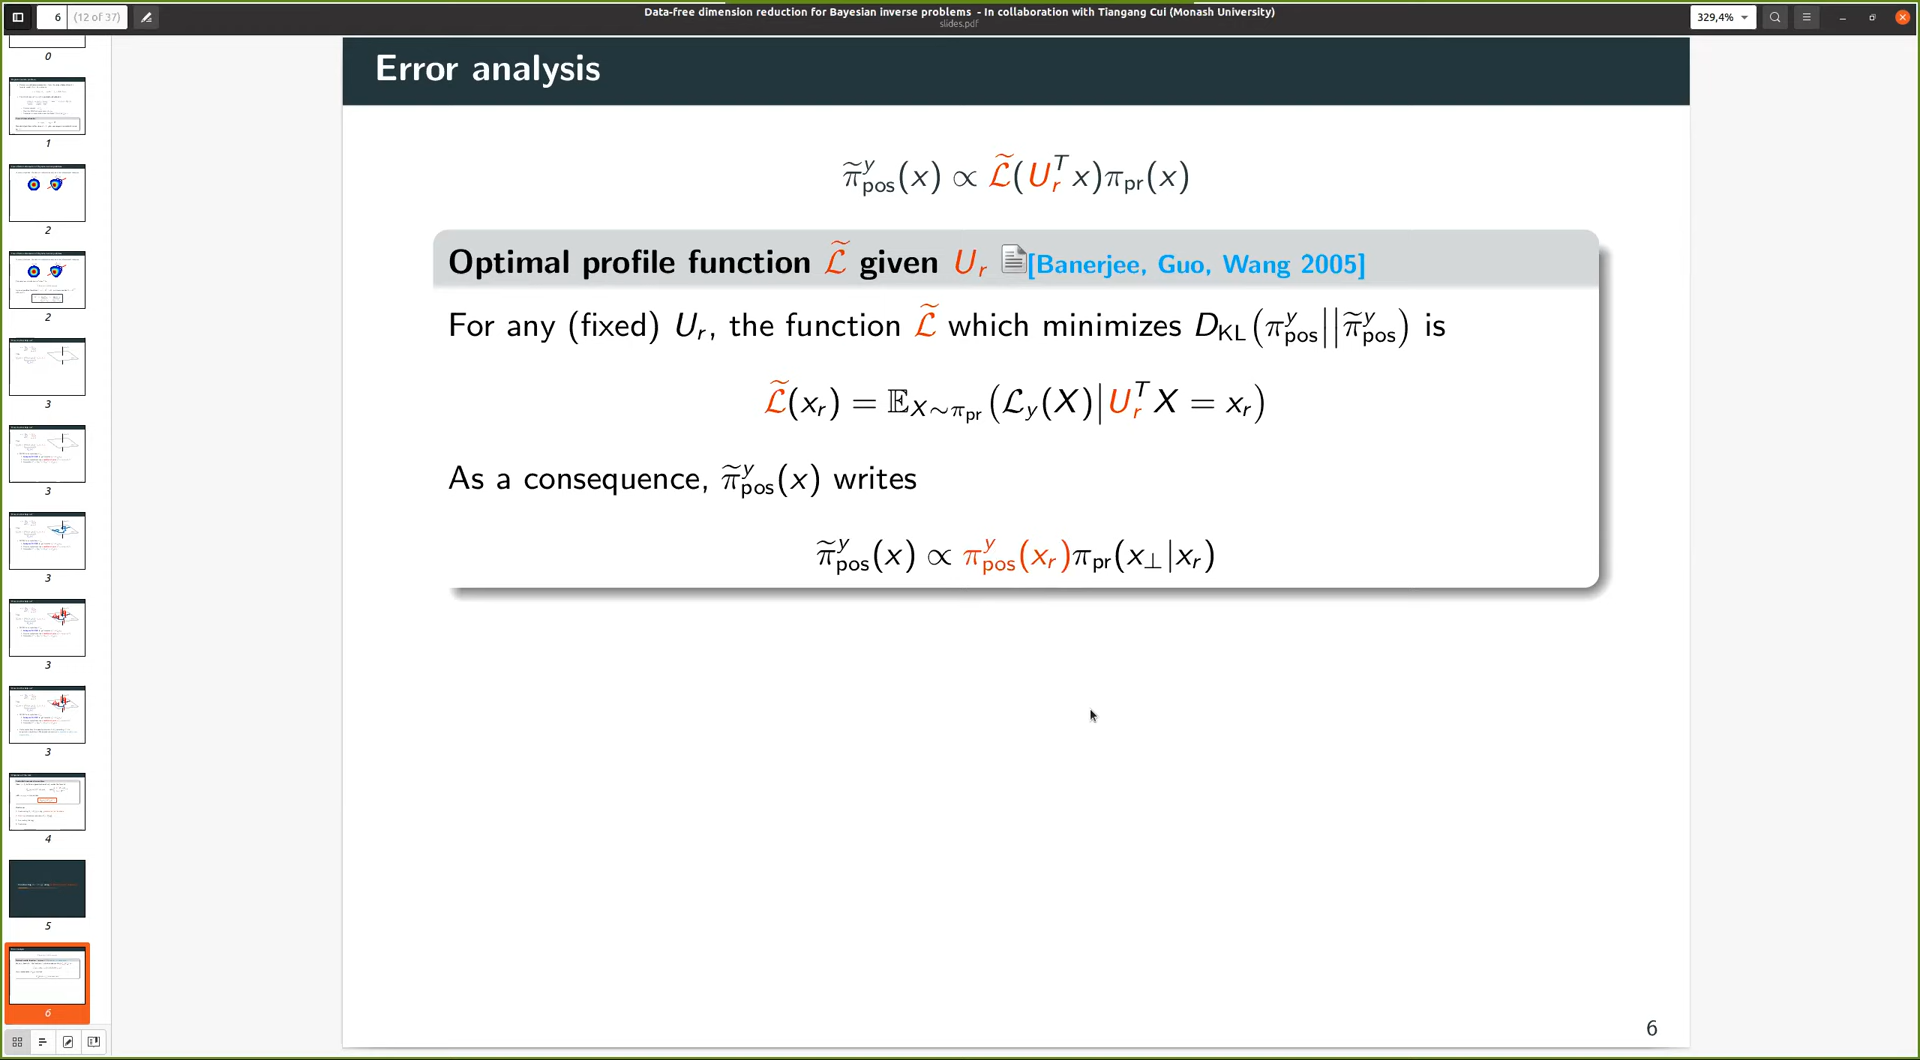 6 (12 of 37)
Data-free dimension reduction for Bayesian inverse problems - In collaboration with Tiangang Cui (Monash University)
slides.pdf
329,4%
0
1
2
2
3
3
3
3
3
4
5
6
Error analysis
π̃^y_pos(x) ∝ ℒ̃(U_r^T x)π_pr(x)
Optimal profile function ℒ̃ given U_r [Banerjee, Guo, Wang 2005]
For any (fixed) U_r, the function ℒ̃ which minimizes D_KL(π^y_pos||π̃^y_pos) is
ℒ̃(x_r) = 𝔼_{X∼π_pr}(ℒ_y(X)|U_r^T X = x_r)
As a consequence, π̃^y_pos(x) writes
π̃^y_pos(x) ∝ π^y_pos(x_r)π_pr(x_⊥|x_r)
6